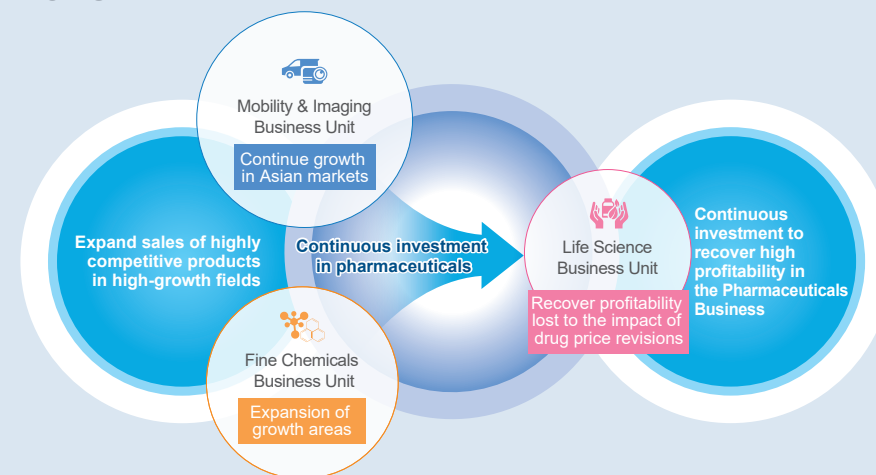 Mobility & Imaging
Business Unit
Continue growth
in Asian markets
Expand sales of highly
competitive products
in high-growth fields
Continuous investment
in pharmaceuticals
Fine Chemicals
Business Unit
Expansion of
growth areas
Life Science
Business Unit
Recover profitability
lost to the impact of
drug price revisions
Continuous
investment to
recover high
profitability in
the Pharmaceuticals
Business